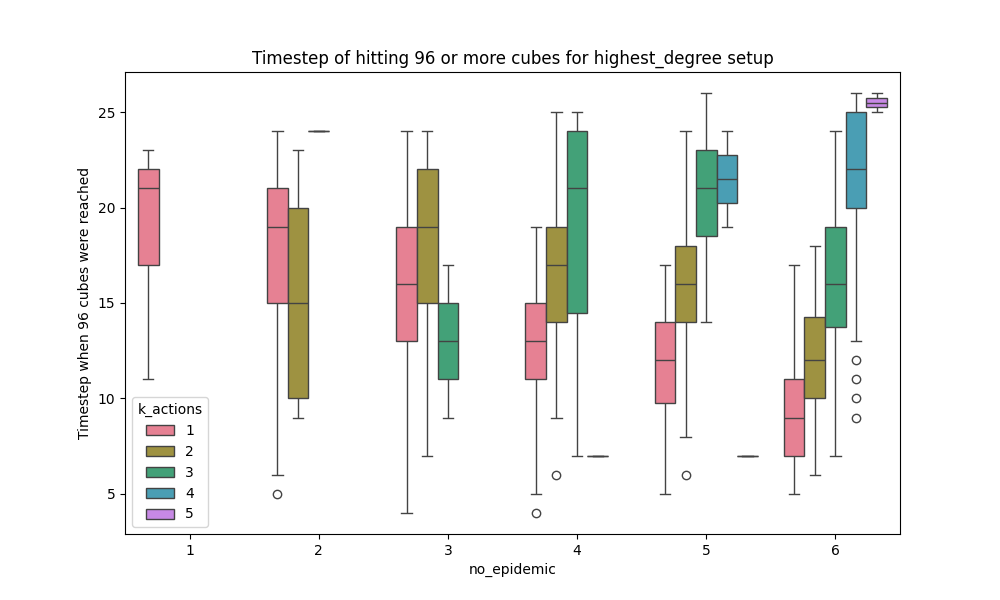 Timestep of hitting 96 or more cubes for highest_degree setup
Timestep when 96 cubes were reached
25
20
15
10
5
k_actions
1
2
3
4
5
1 2 3 4 5 6
no_epidemic